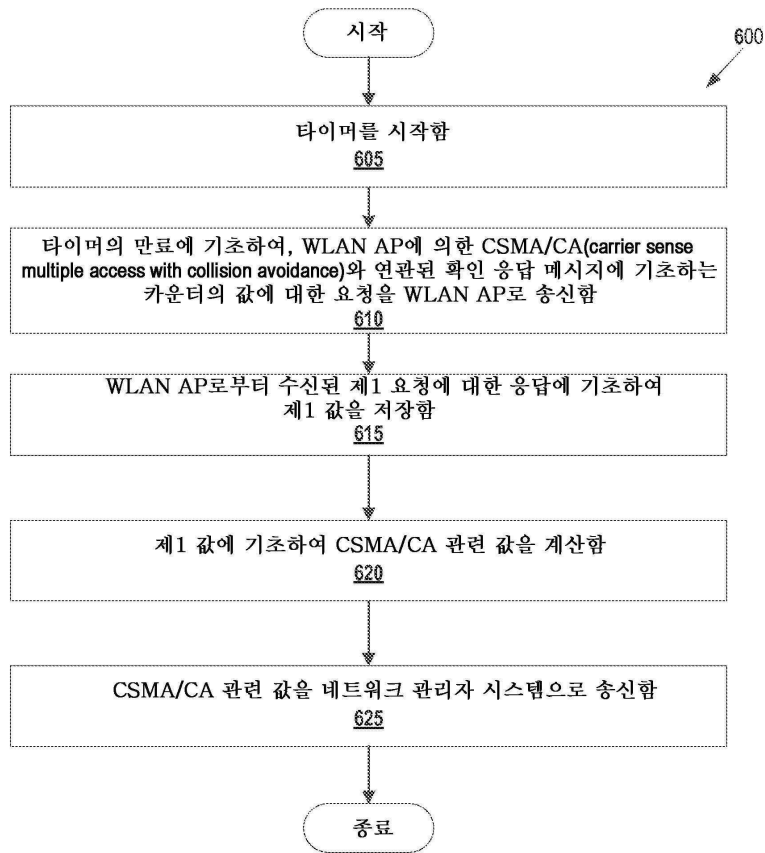 시작
600
타이머를 시작함
605
타이머의 만료에 기초하여, WLAN AP에 의한 CSMA/CA(carrier sense
multiple access with collision avoidance)와 연관된 확인 응답 메시지에 기초하는
카운터의 값에 대한 요청을 WLAN AP로 송신함
610
WLAN AP로부터 수신된 제1 요청에 대한 응답에 기초하여
제1 값을 저장함
615
제1 값에 기초하여 CSMA/CA 관련 값을 계산함
620
CSMA/CA 관련 값을 네트워크 관리자 시스템으로 송신함
625
종료